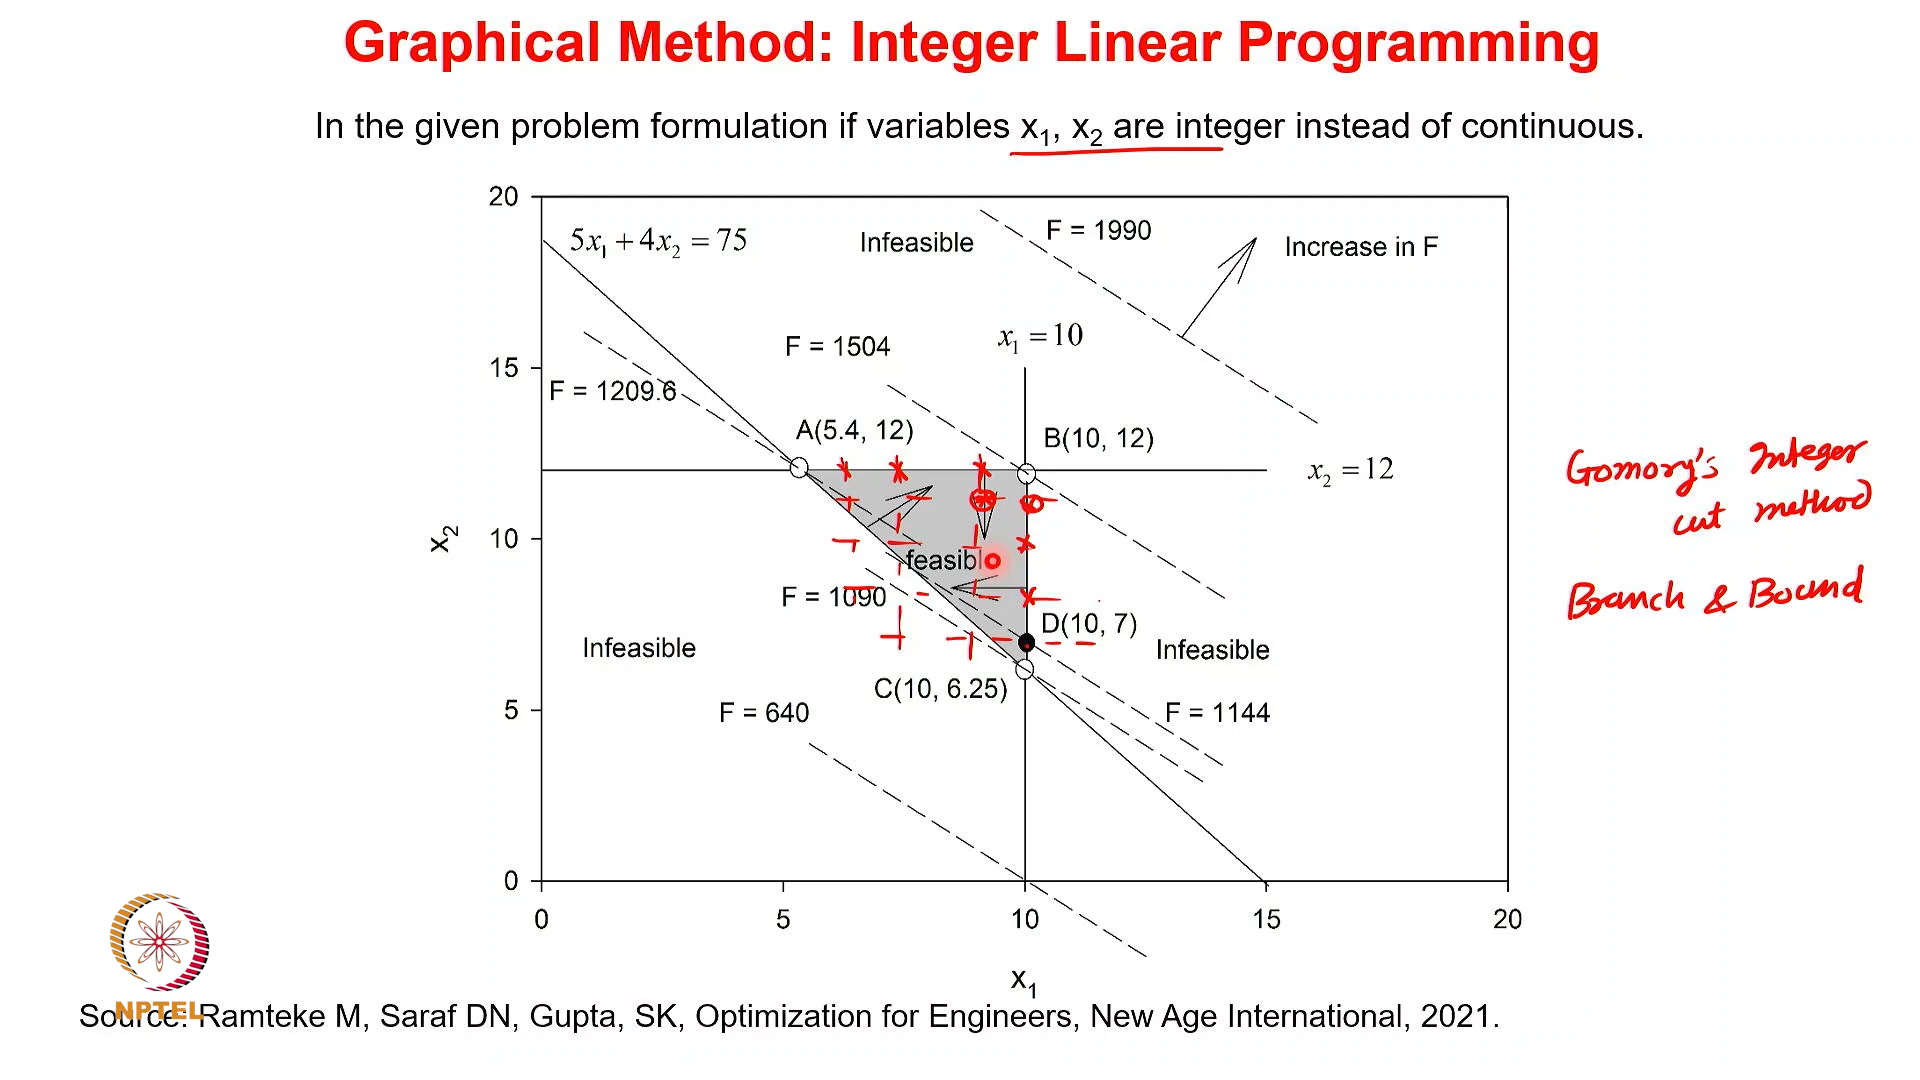 Graphical Method: Integer Linear Programming
In the given problem formulation if variables x₁, x₂ are integer instead of continuous.
20
5x₁ + 4x₂ = 75
Infeasible
F = 1990
Increase in F
x₁ = 10
F = 1504
15
F = 1209.6
A(5.4, 12)
B(10, 12)
x₂ = 12
Gomory's Integer
cut method
x₂
10
feasibl
F = 1090
Branch & Bound
D(10, 7)
Infeasible
Infeasible
C(10, 6.25)
5
F = 640
F = 1144
0
0
5
10
15
20
x₁
NPTEL
Source: Ramteke M, Saraf DN, Gupta, SK, Optimization for Engineers, New Age International, 2021.